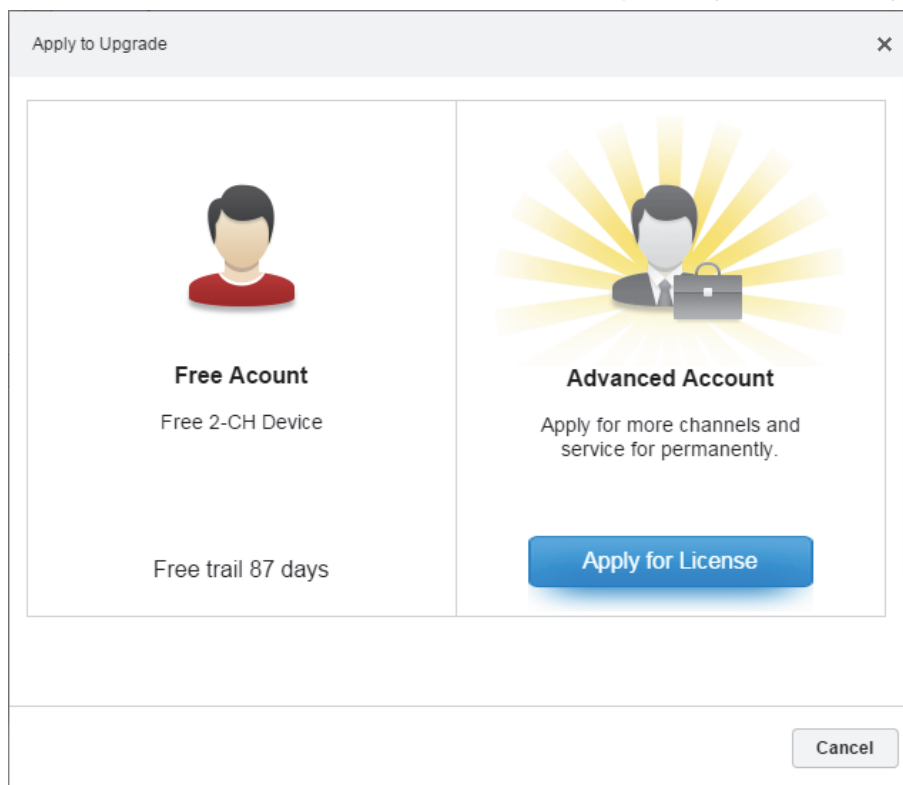 Apply to Upgrade
Free Acount
Free 2-CH Device
Free trail 87 days
Advanced Account
Apply for more channels and
service for permanently.
Apply for License
Cancel